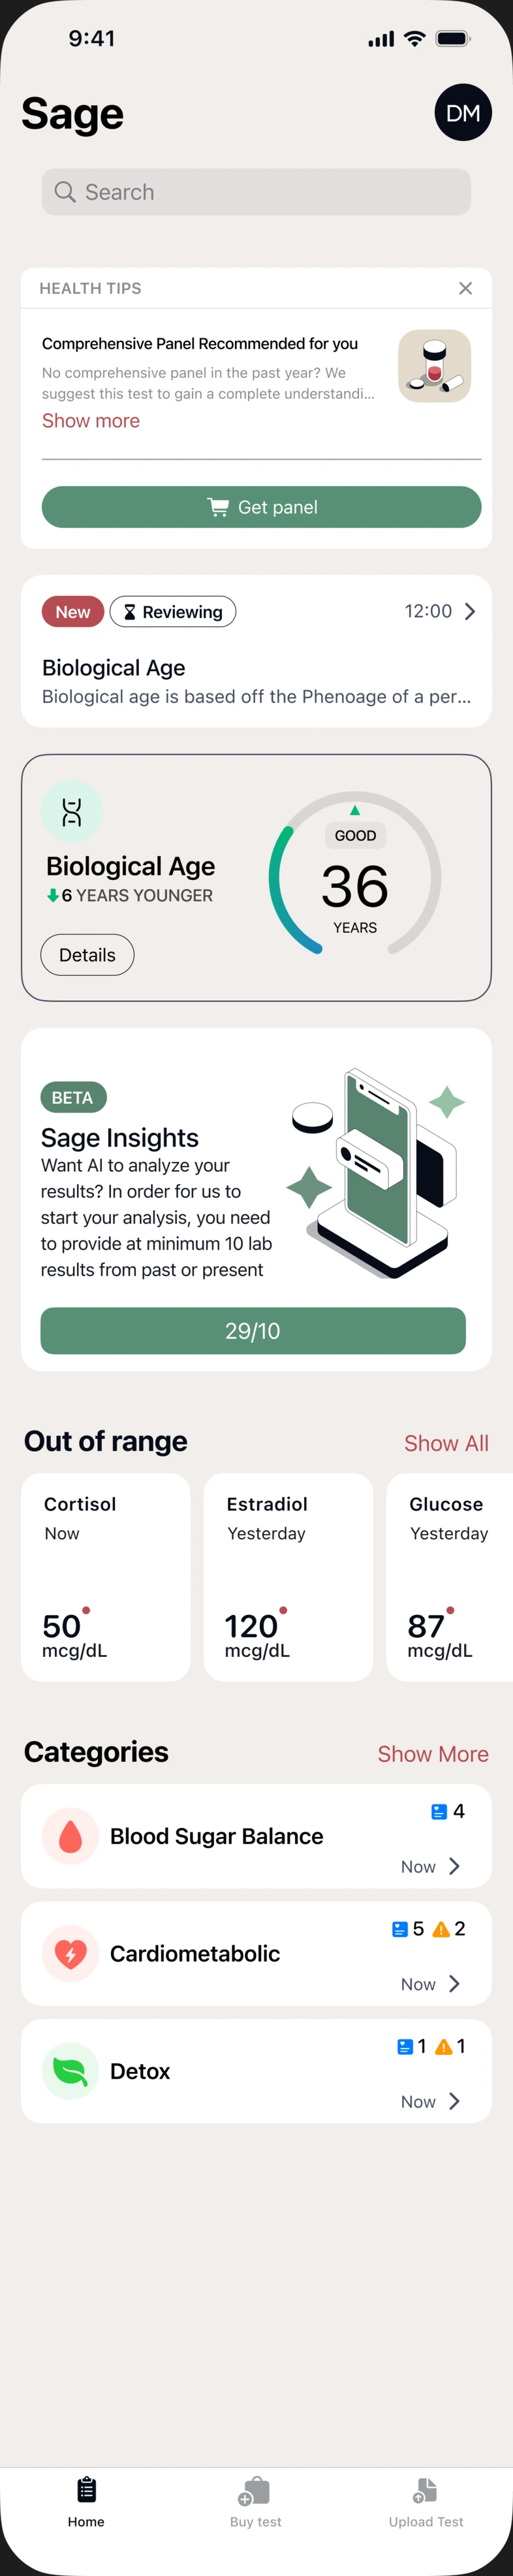 9:41
Sage
DM
Search
HEALTH TIPS
Comprehensive Panel Recommended for you
No comprehensive panel in the past year? We
suggest this test to gain a complete understandi...
Show more
Get panel
New
Reviewing
12:00
Biological Age
Biological age is based off the Phenoage of a per...
Biological Age
6 YEARS YOUNGER
Details
GOOD
36
YEARS
BETA
Sage Insights
Want AI to analyze your
results? In order for us to
start your analysis, you need
to provide at minimum 10 lab
results from past or present
29/10
Out of range
Show All
Cortisol
Now
50
mcg/dL
Estradiol
Yesterday
120
mcg/dL
Glucose
Yesterday
87
mcg/dL
Categories
Show More
Blood Sugar Balance
4
Now
Cardiometabolic
5 2
Now
Detox
1 1
Now
Home
Buy test
Upload Test